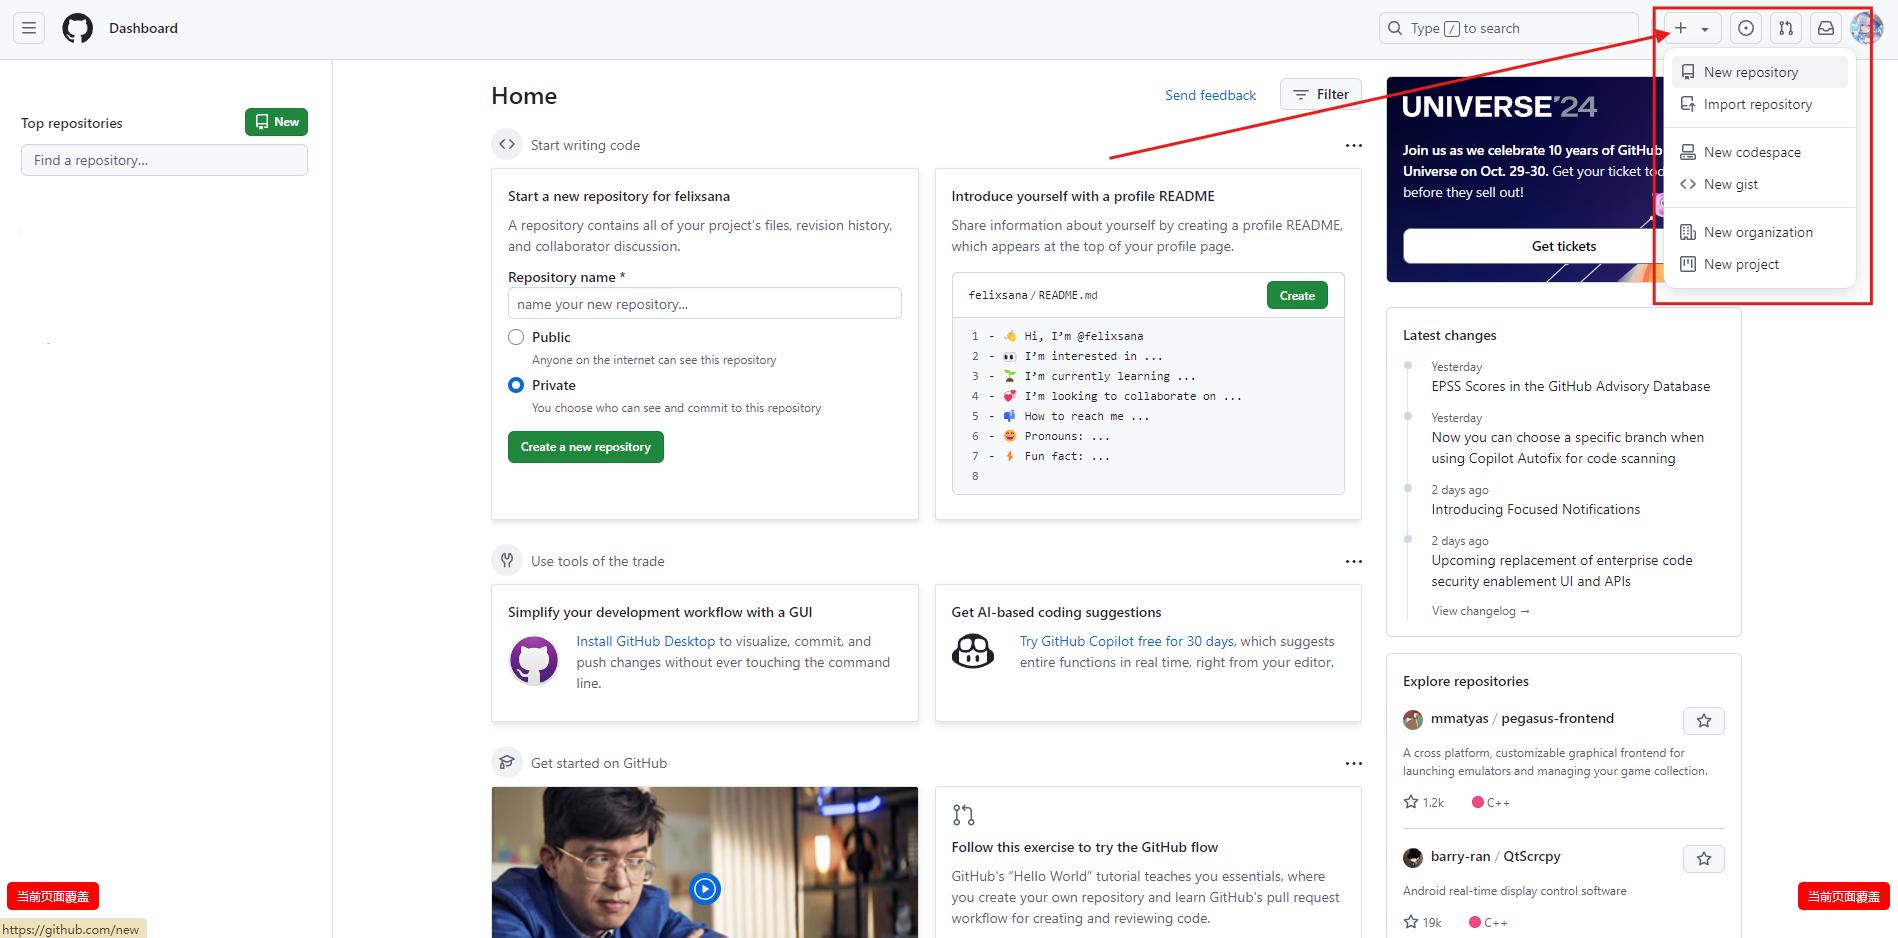 Dashboard
Type / to search
Top repositories
New
Find a repository...
Home
Send feedback
Filter
Start writing code
Start a new repository for felixsana
A repository contains all of your project's files, revision history,
and collaborator discussion.
Repository name *
name your new repository...
Public
Anyone on the internet can see this repository
Private
You choose who can see and commit to this repository
Create a new repository
Introduce yourself with a profile README
Share information about yourself by creating a profile README,
which appears at the top of your profile page.
felixsana / README.md
Create
1 - 👋 Hi, I'm @felixsana
2 - 👀 I'm interested in ...
3 - 🌱 I'm currently learning ...
4 - 💞️ I'm looking to collaborate on ...
5 - 📫 How to reach me ...
6 - 😄 Pronouns: ...
7 - ⚡ Fun fact: ...
8
Use tools of the trade
Simplify your development workflow with a GUI
Install GitHub Desktop to visualize, commit, and
push changes without ever touching the command
line.
Get AI-based coding suggestions
Try GitHub Copilot free for 30 days, which suggests
entire functions in real time, right from your editor.
Get started on GitHub
Follow this exercise to try the GitHub flow
GitHub's "Hello World" tutorial teaches you essentials, where
you create your own repository and learn GitHub's pull request
workflow for creating and reviewing code.
UNIVERSE'24
Join us as we celebrate 10 years of GitHub
Universe on Oct. 29-30. Get your ticket
before they sell out!
Get tickets
New repository
Import repository
New codespace
New gist
New organization
New project
Latest changes
Yesterday
EPSS Scores in the GitHub Advisory Database
Yesterday
Now you can choose a specific branch when
using Copilot Autofix for code scanning
2 days ago
Introducing Focused Notifications
2 days ago
Upcoming replacement of enterprise code
security enablement UI and APIs
View changelog →
Explore repositories
mmatyas / pegasus-frontend
A cross platform, customizable graphical frontend for
launching emulators and managing your game collection.
1.2k C++
barry-ran / QtScrcpy
Android real-time display control software
19k C++
当前页面覆盖
当前页面覆盖
https://github.com/new